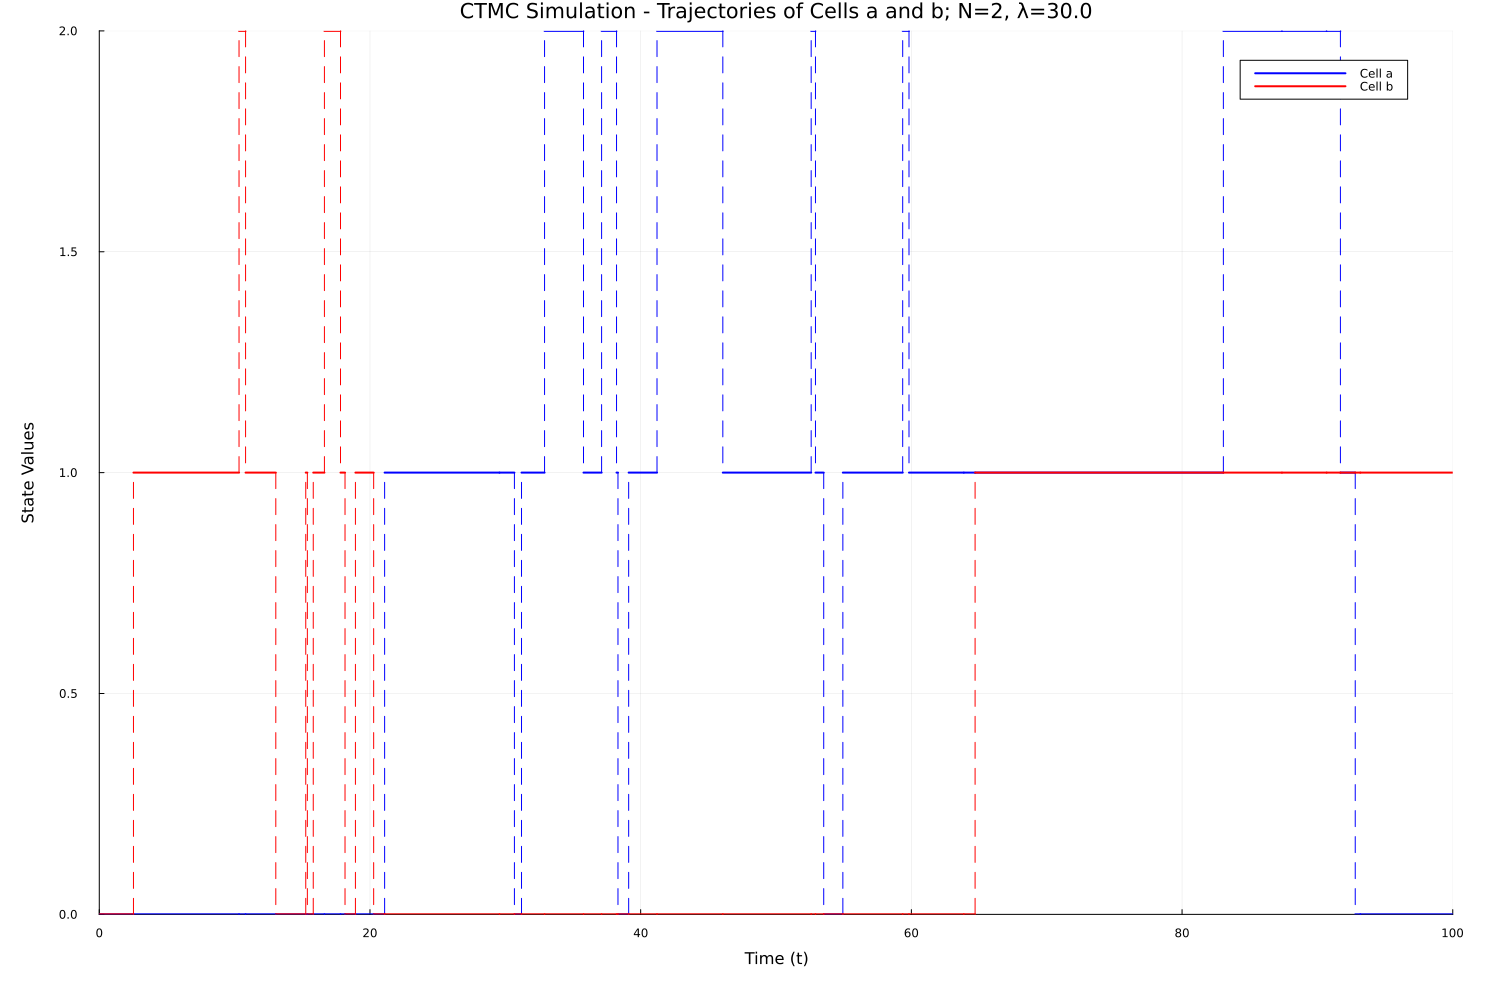 CTMC Simulation - Trajectories of Cells a and b; N=2, λ=30.0
Cell a
Cell b
State Values
2.0
1.5
1.0
0.5
0.0
0 20 40 60 80 100
Time (t)